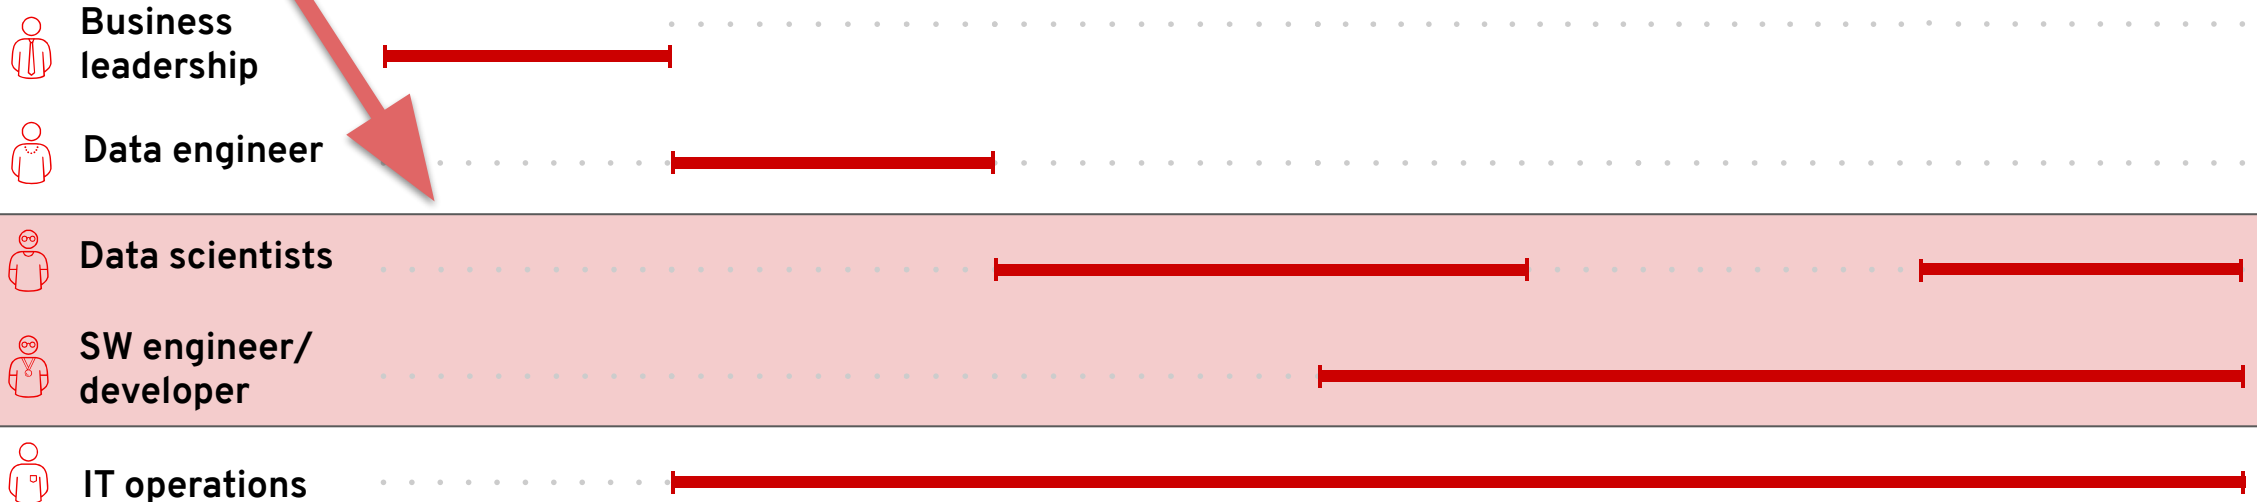 Business
leadership
Data engineer
Data scientists
SW engineer/
developer
IT operations